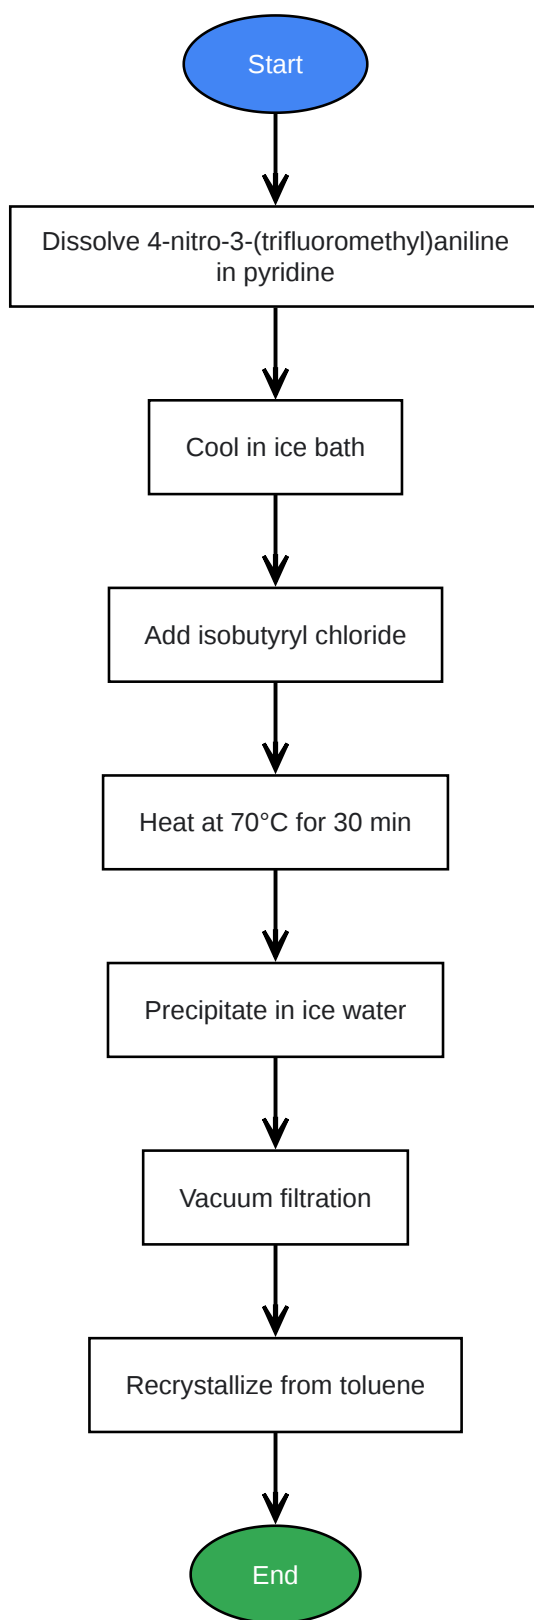 Start
Dissolve 4-nitro-3-(trifluoromethyl)aniline
in pyridine
Cool in ice bath
Add isobutyryl chloride
Heat at 70°C for 30 min
Precipitate in ice water
Vacuum filtration
Recrystallize from toluene
End